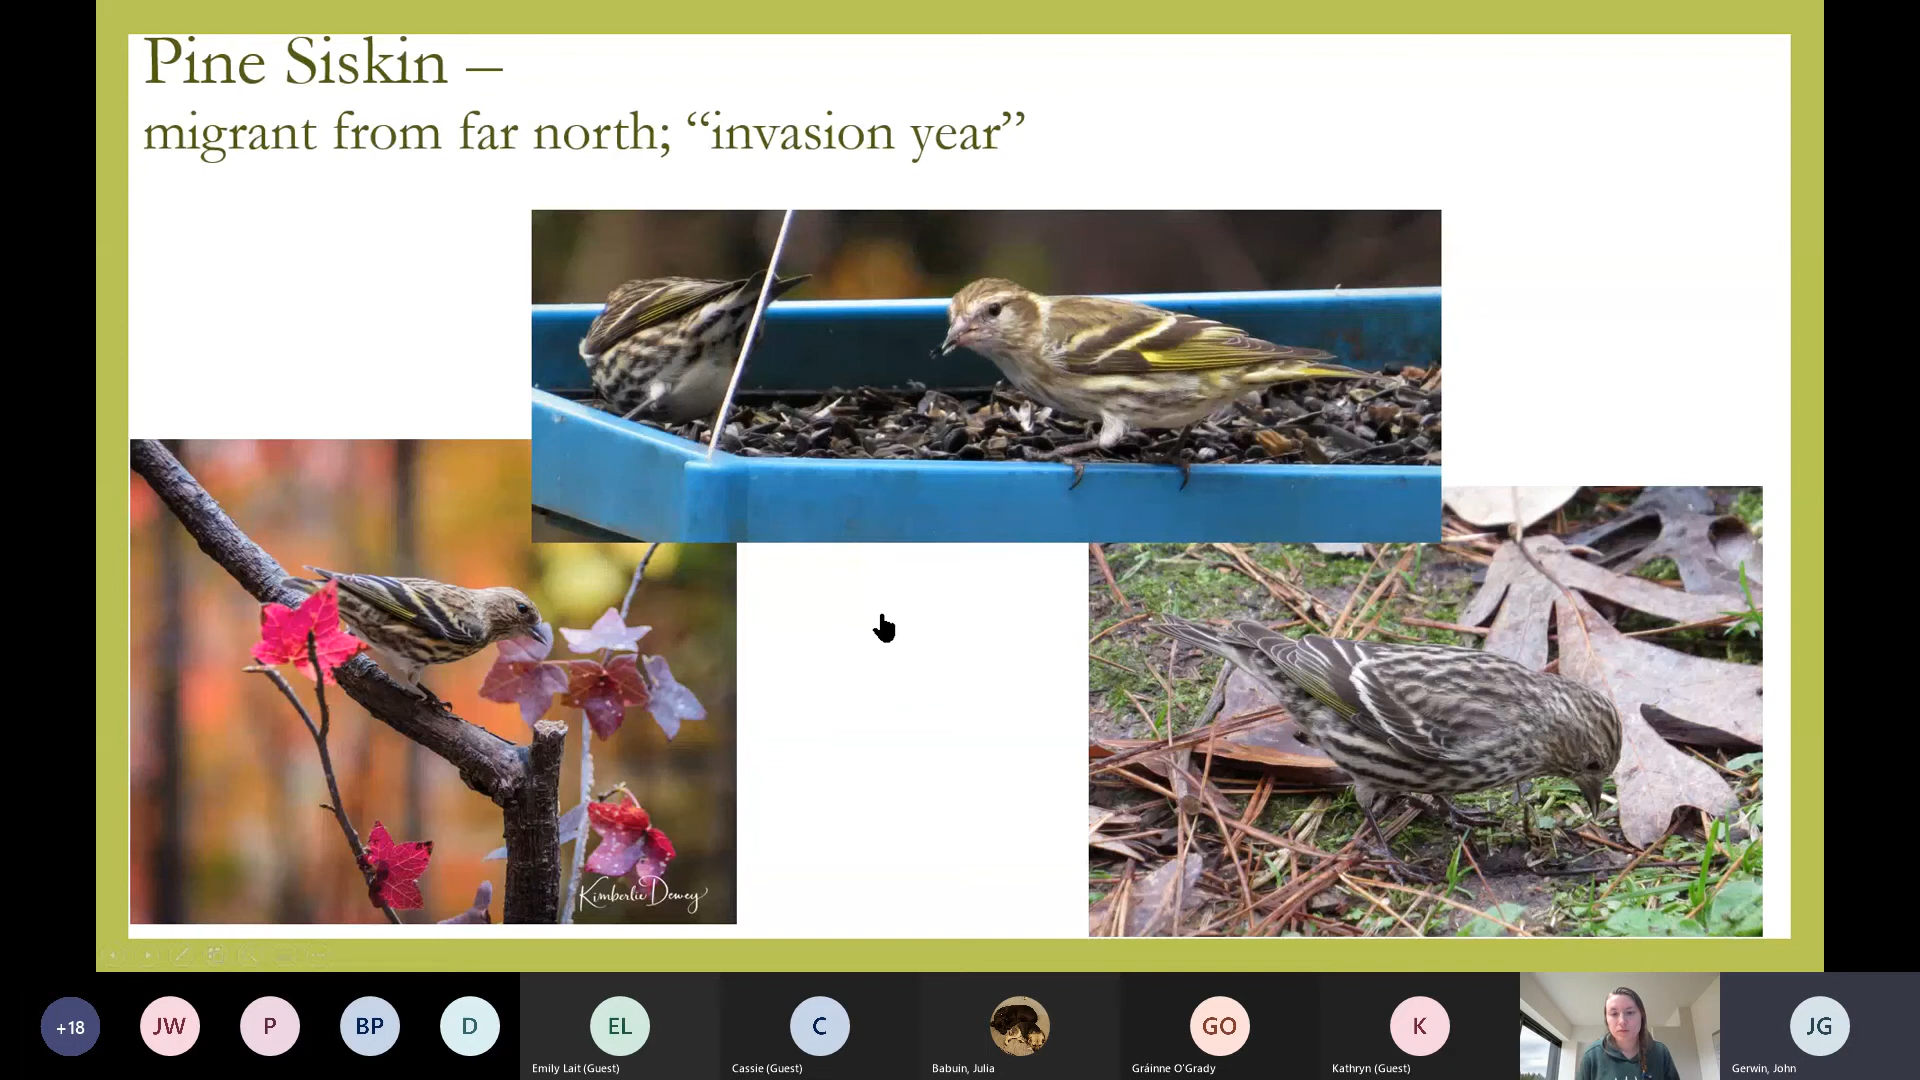 Pine Siskin –
migrant from far north; “invasion year”
Kimberlie Dewey
+18
JW
P
BP
D
EL
C
GO
K
JG
Emily Lait (Guest)
Cassie (Guest)
Babuin, Julia
Gráinne O'Grady
Kathryn (Guest)
Gerwin, John